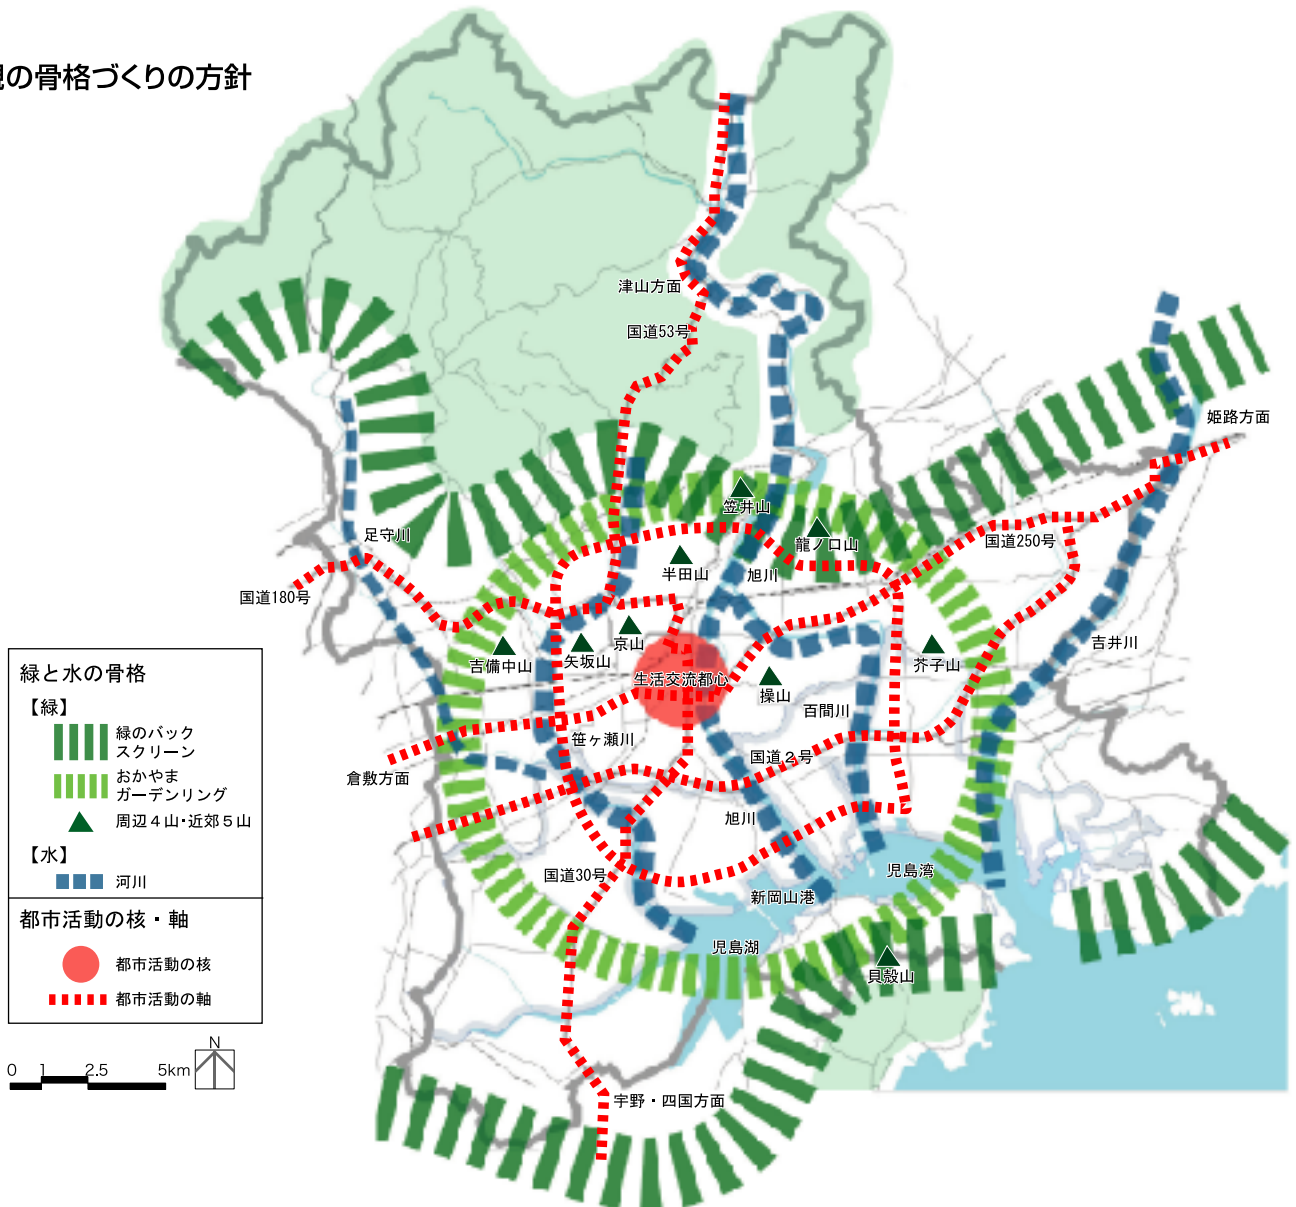 の骨格づくりの方針
津山方面
国道53号
姫路方面
笠井山
足守川
龍ノ口山
国道250号
半田山
旭川
国道180号
京山
吉備中山
矢坂山
芥子山
吉井川
生活交流都心
操山
百間川
笹ヶ瀬川
国道2号
倉敷方面
旭川
国道30号
児島湾
新岡山港
児島湖
貝殻山
宇野・四国方面
緑と水の骨格
【緑】
緑のバック
スクリーン
おかやま
ガーデンリング
周辺4山・近郊5山
【水】
河川
都市活動の核・軸
都市活動の核
都市活動の軸
0 1 2.5 5km
N